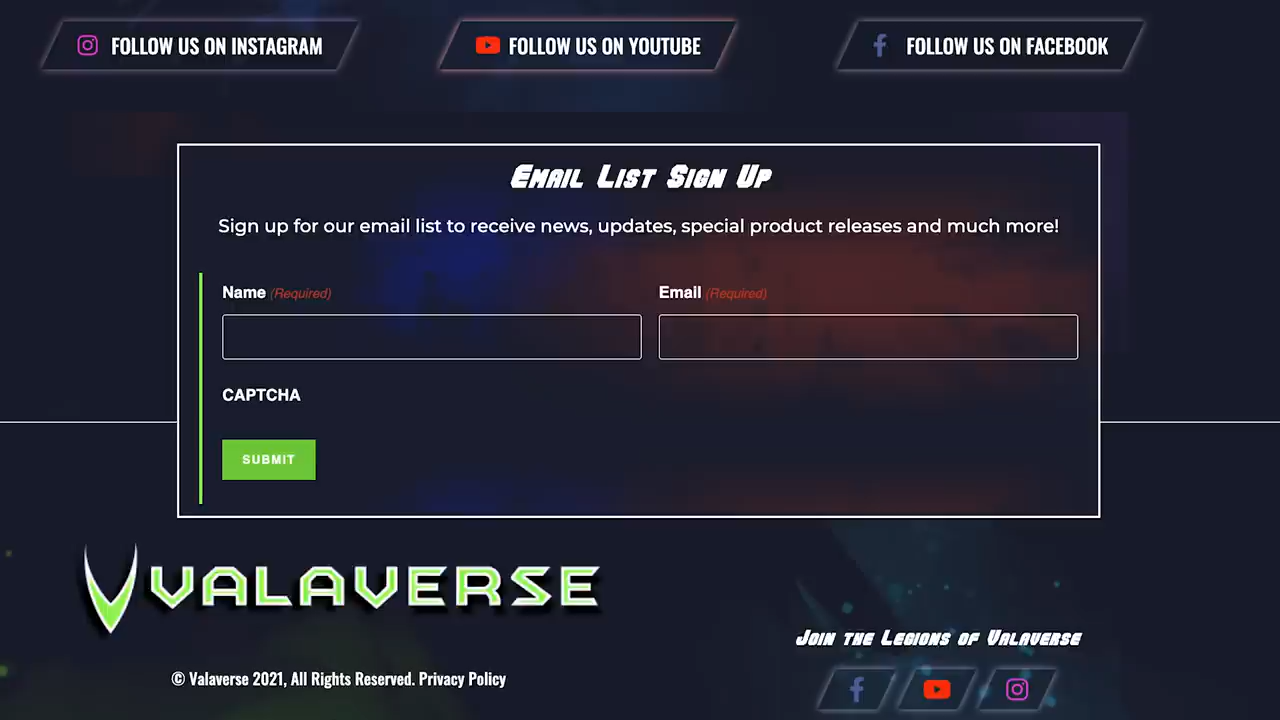 FOLLOW US ON INSTAGRAM
FOLLOW US ON YOUTUBE
FOLLOW US ON FACEBOOK
Email List Sign Up
Sign up for our email list to receive news, updates, special product releases and much more!
Name (Required)
Email (Required)
CAPTCHA
SUBMIT
VALAVERSE
Join the Legions of Valaverse
© Valaverse 2021, All Rights Reserved. Privacy Policy